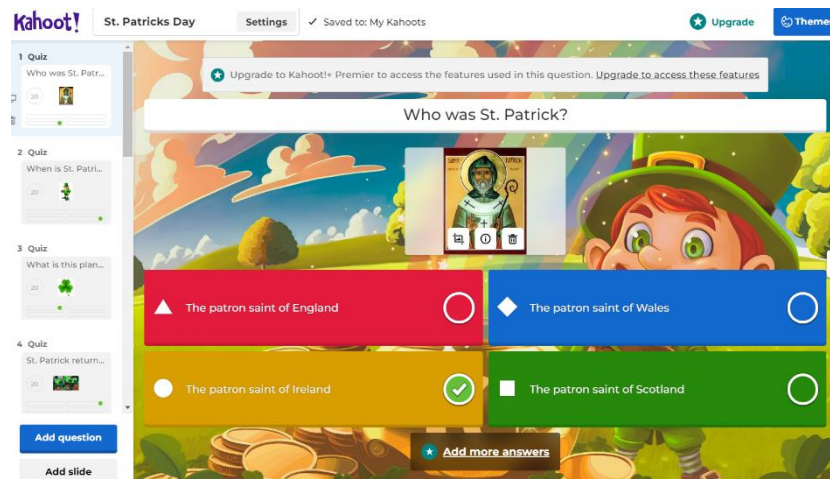 Kahoot!
St. Patricks Day
Settings
✓ Saved to: My Kahoots
Upgrade
Theme
1 Quiz
Who was St. Patr...
20
2 Quiz
When is St. Patri...
20
3 Quiz
What is this plan...
20
4 Quiz
St. Patrick return...
20
Add question
Add slide
Upgrade to Kahoot!+ Premier to access the features used in this question. Upgrade to access these features
Who was St. Patrick?
The patron saint of England
The patron saint of Wales
The patron saint of Ireland
The patron saint of Scotland
Add more answers